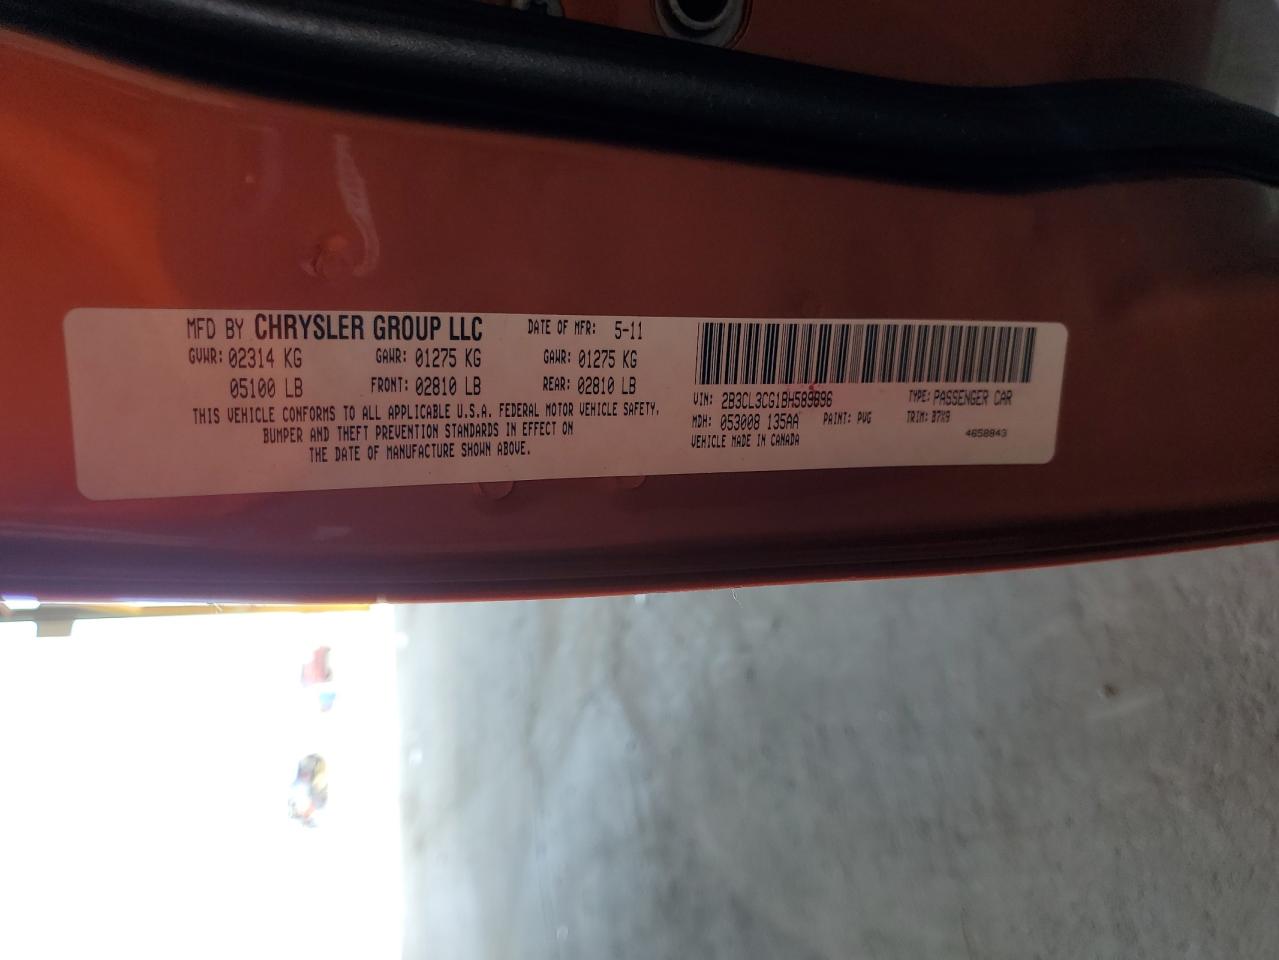 MFD BY CHRYSLER GROUP LLC DATE OF MFR: 5-11
GVWR: 02314 KG GAWR: 01275 KG GAWR: 01275 KG
05100 LB FRONT: 02810 LB REAR: 02810 LB
THIS VEHICLE CONFORMS TO ALL APPLICABLE U.S.A. FEDERAL MOTOR VEHICLE SAFETY,
BUMPER AND THEFT PREVENTION STANDARDS IN EFFECT ON
THE DATE OF MANUFACTURE SHOWN ABOVE.
VIN: 2B3CL3CG1BH589896 TYPE: PASSENGER CAR
MDH: 053008 135AA PAINT: PVG TRIM: B7X9
VEHICLE MADE IN CANADA 4658843